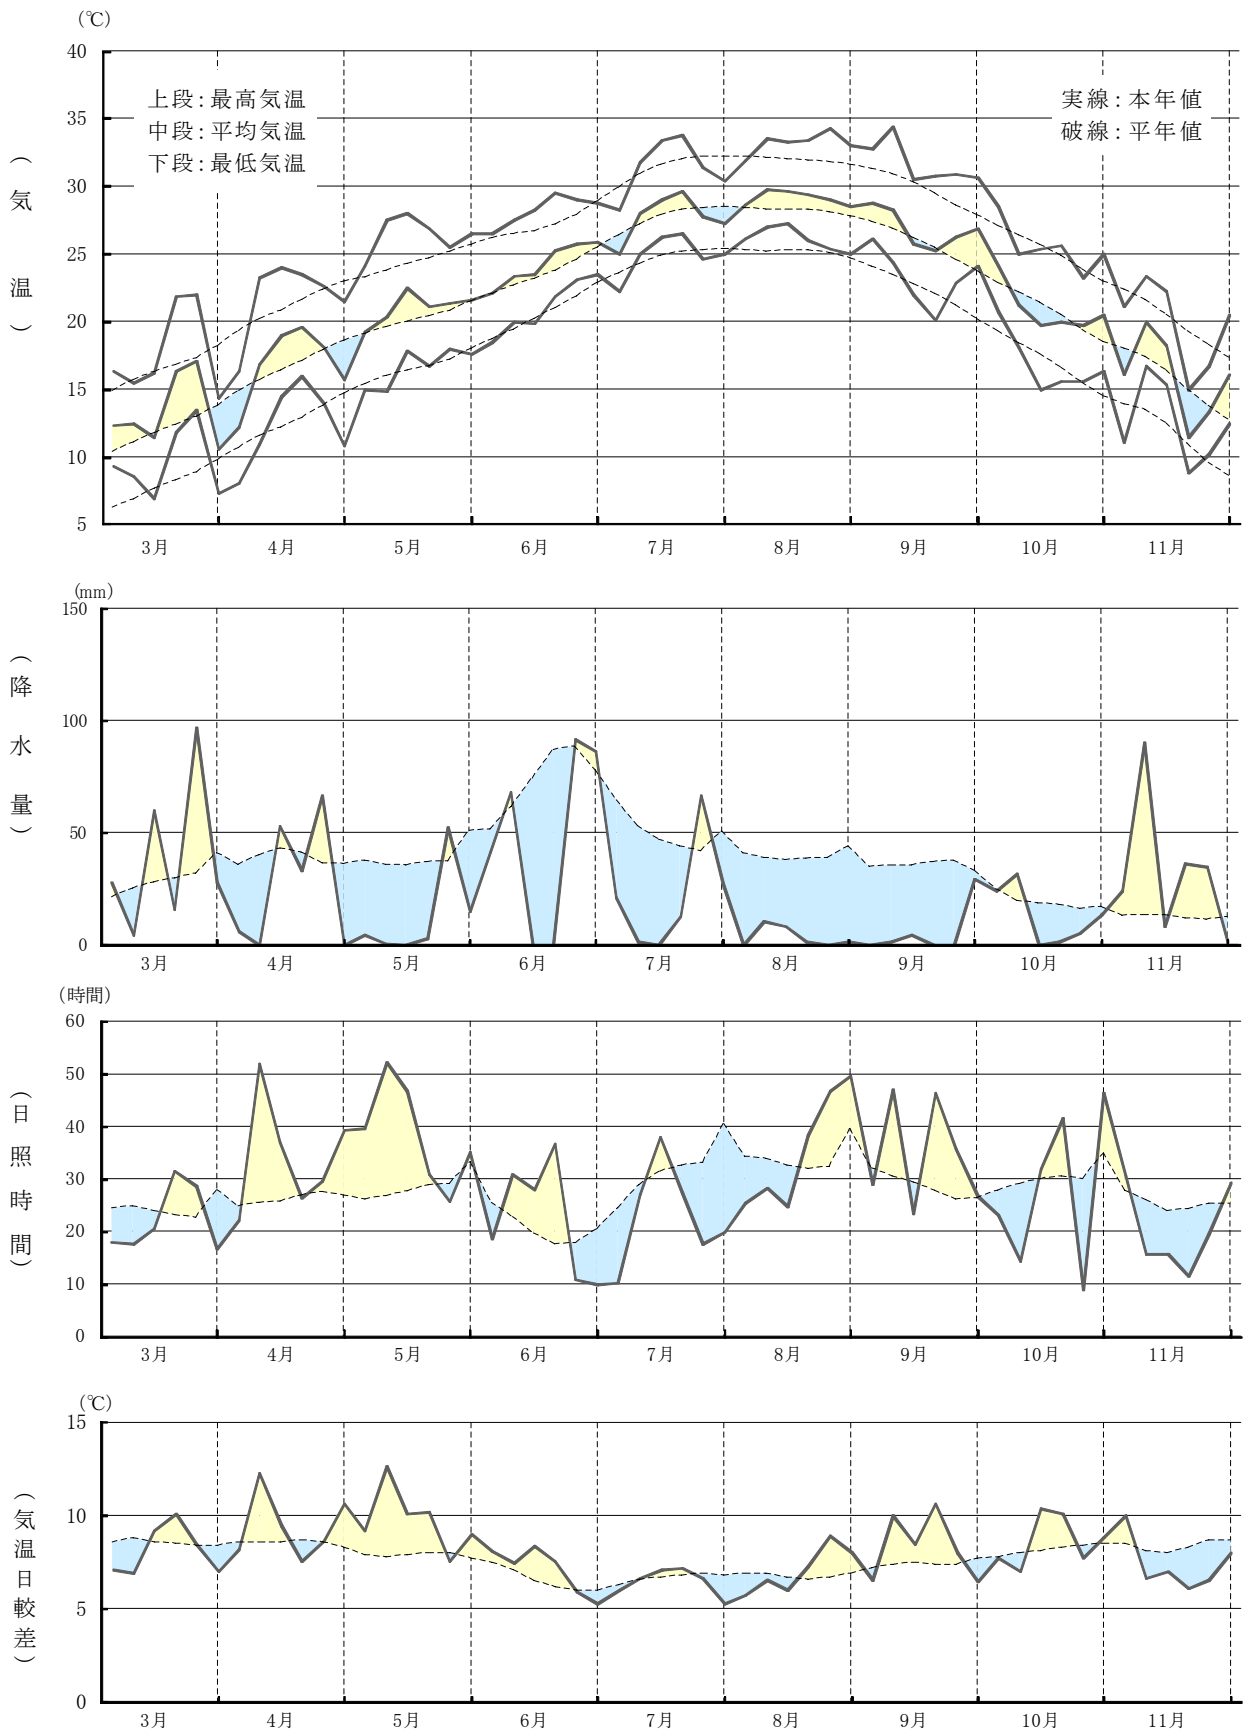 (℃)
40
35
30
25
20
15
10
5
(気温)
上段:最高気温
中段:平均気温
下段:最低気温
実線:本年値
破線:平年値
3月 4月 5月 6月 7月 8月 9月 10月 11月
(mm)
150
100
50
0
(降水量)
3月 4月 5月 6月 7月 8月 9月 10月 11月
(時間)
60
50
40
30
20
10
0
(日照時間)
3月 4月 5月 6月 7月 8月 9月 10月 11月
(℃)
15
10
5
0
(気温日較差)
3月 4月 5月 6月 7月 8月 9月 10月 11月